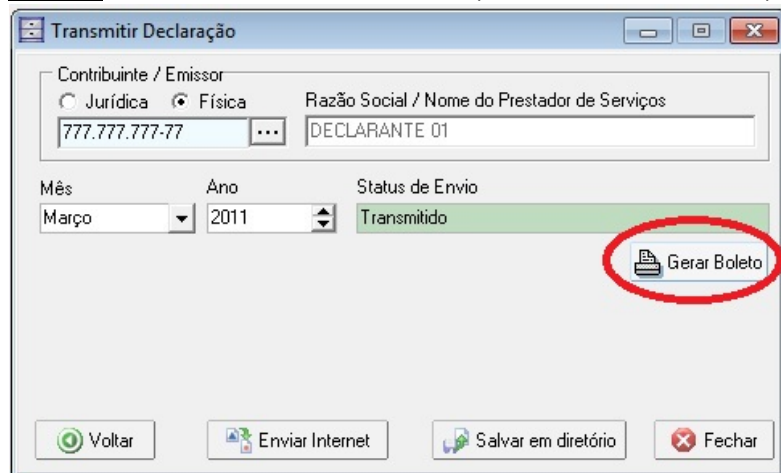 Transmitir Declaração
Contribuinte / Emissor
Jurídica Física Razão Social / Nome do Prestador de Serviços
777.777.777-77 ... DECLARANTE 01
Mês Ano Status de Envio
Março 2011 Transmitido
Gerar Boleto
Voltar Enviar Internet Salvar em diretório Fechar